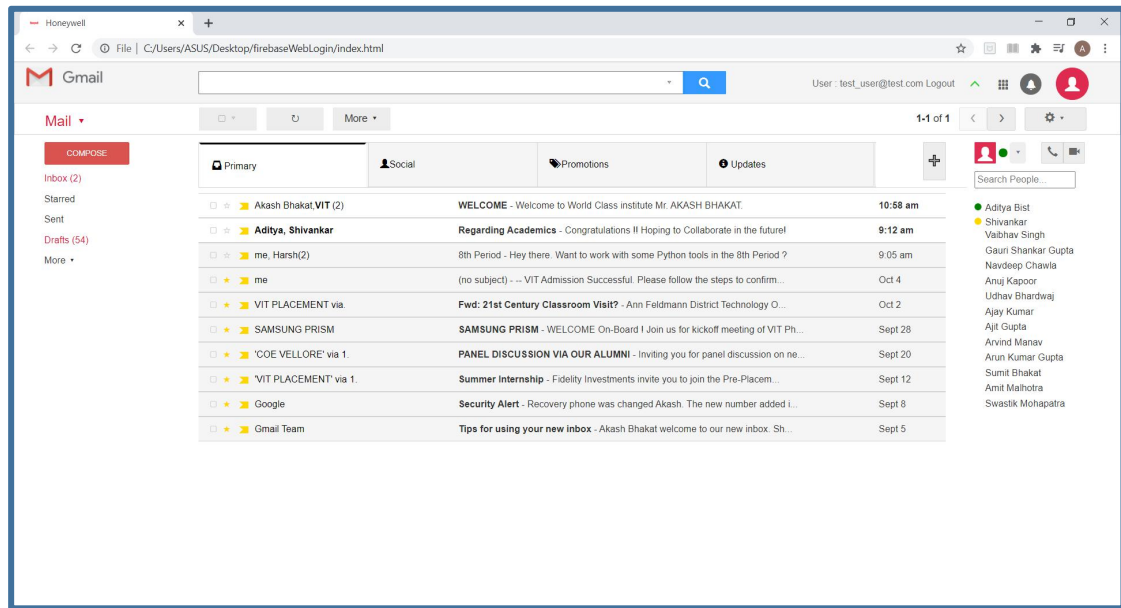 Honeywell
File | C:/Users/ASUS/Desktop/firebaseWebLogin/index.html
A
Gmail
User : test_user@test.com Logout
Mail
More
1-1 of 1
COMPOSE
Inbox (2)
Starred
Sent
Drafts (54)
More
Primary
Social
Promotions
Updates
Akash Bhakat,VIT (2) WELCOME - Welcome to World Class institute Mr. AKASH BHAKAT. 10:58 am
Aditya, Shivankar Regarding Academics - Congratulations !! Hoping to Collaborate in the future! 9:12 am
me, Harsh(2) 8th Period - Hey there. Want to work with some Python tools in the 8th Period ? 9:05 am
me (no subject) - -- VIT Admission Successful. Please follow the steps to confirm... Oct 4
VIT PLACEMENT via. Fwd: 21st Century Classroom Visit? - Ann Feldmann District Technology O... Oct 2
SAMSUNG PRISM SAMSUNG PRISM - WELCOME On-Board ! Join us for kickoff meeting of VIT Ph... Sept 28
'COE VELLORE' via 1. PANEL DISCUSSION VIA OUR ALUMNI - Inviting you for panel discussion on ne... Sept 20
'VIT PLACEMENT' via 1. Summer Internship - Fidelity Investments invite you to join the Pre-Placem... Sept 12
Google Security Alert - Recovery phone was changed Akash. The new number added i... Sept 8
Gmail Team Tips for using your new inbox - Akash Bhakat welcome to our new inbox. Sh... Sept 5
Search People...
Aditya Bist
Shivankar
Vaibhav Singh
Gauri Shankar Gupta
Navdeep Chawla
Anuj Kapoor
Udhav Bhardwaj
Ajay Kumar
Ajit Gupta
Arvind Manav
Arun Kumar Gupta
Sumit Bhakat
Amit Malhotra
Swastik Mohapatra